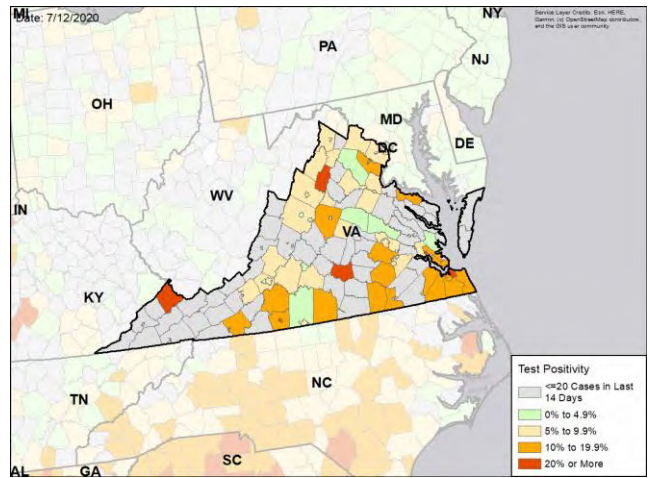 MI
Date: 7/12/2020
NY
Service Layer Credits: Esri, HERE,
Garmin, (c) OpenStreetMap contributors,
and the GIS user community
PA
NJ
OH
MD
DC
DE
WV
IN
VA
KY
TN
NC
SC
AL
GA
Test Positivity
<=20 Cases in Last
14 Days
0% to 4.9%
5% to 9.9%
10% to 19.9%
20% or More